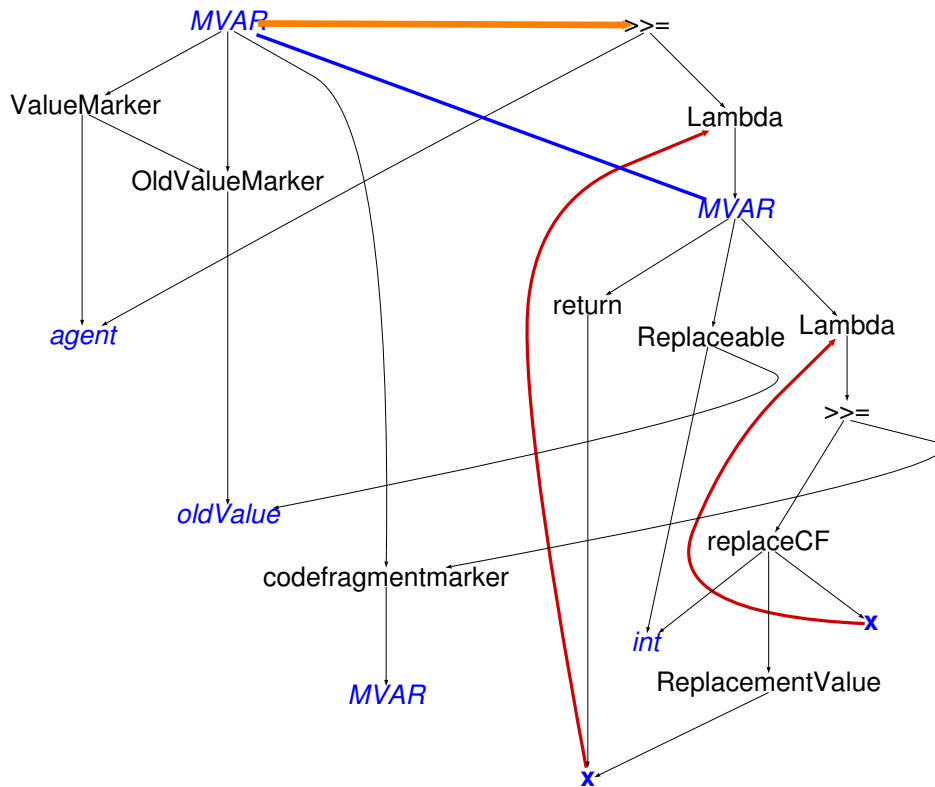 MVAR
>>=
ValueMarker
Lambda
OldValueMarker
MVAR
return
Lambda
agent
Replaceable
>>=
oldValue
replaceCF
codefragmentmarker
x
int
ReplacementValue
MVAR
x